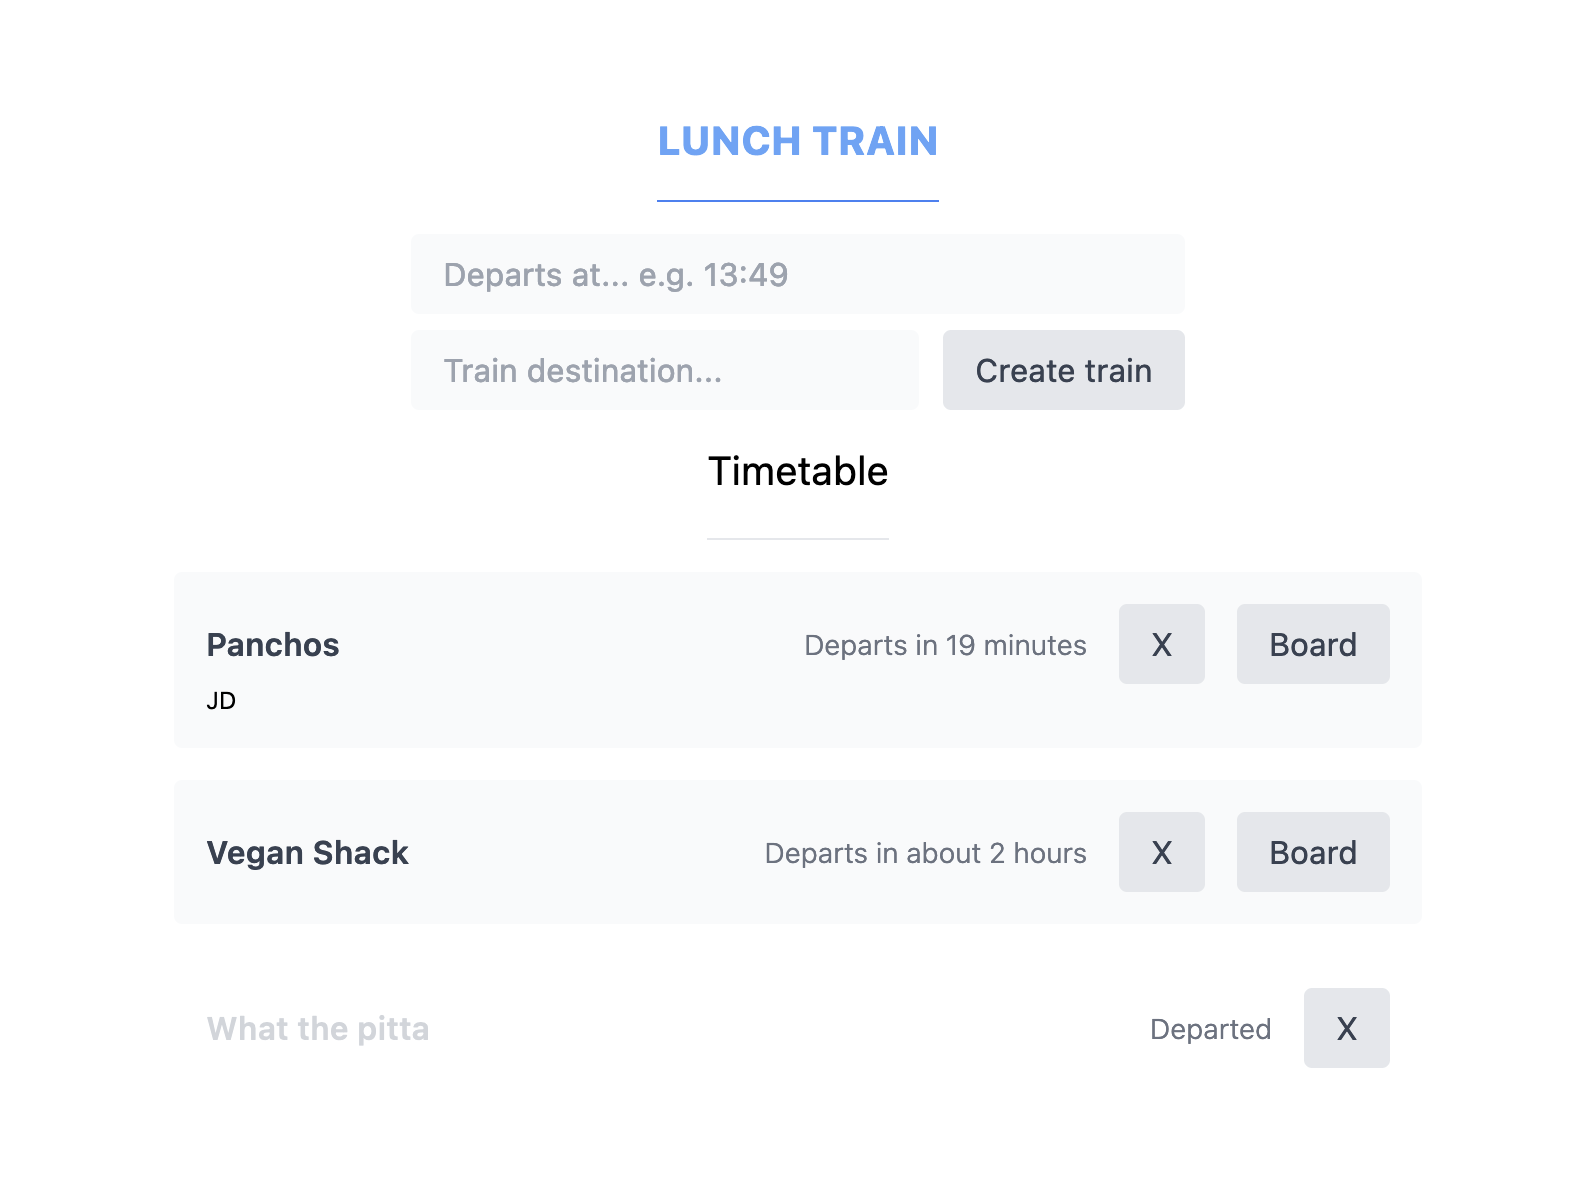 LUNCH TRAIN
Departs at... e.g. 13:49
Train destination...
Create train
Timetable
Panchos
Departs in 19 minutes
X
Board
JD
Vegan Shack
Departs in about 2 hours
X
Board
What the pitta
Departed
X